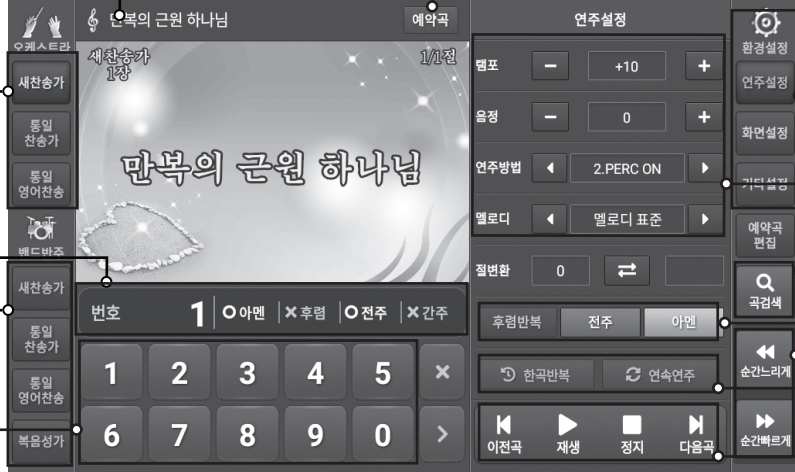 오케스트라
새찬송가
통일
찬송가
통일
영어찬송
밴드반주
새찬송가
통일
찬송가
통일
영어찬송
복음성가
만복의 근원 하나님
예약곡
새찬송가
1장
1/1절
만복의 근원 하나님
번호 1 아멘 후렴 전주 간주
1 2 3 4 5 ×
6 7 8 9 0 >
연주설정
템포 − +10 +
음정 − 0 +
연주방법 2.PERC ON
멜로디 멜로디 표준
절변환 0
후렴반복 전주 아멘
한곡반복 연속연주
이전곡 재생 정지 다음곡
환경설정
연주설정
화면설정
기타설정
예약곡
편집
곡검색
순간느리게
순간빠르게